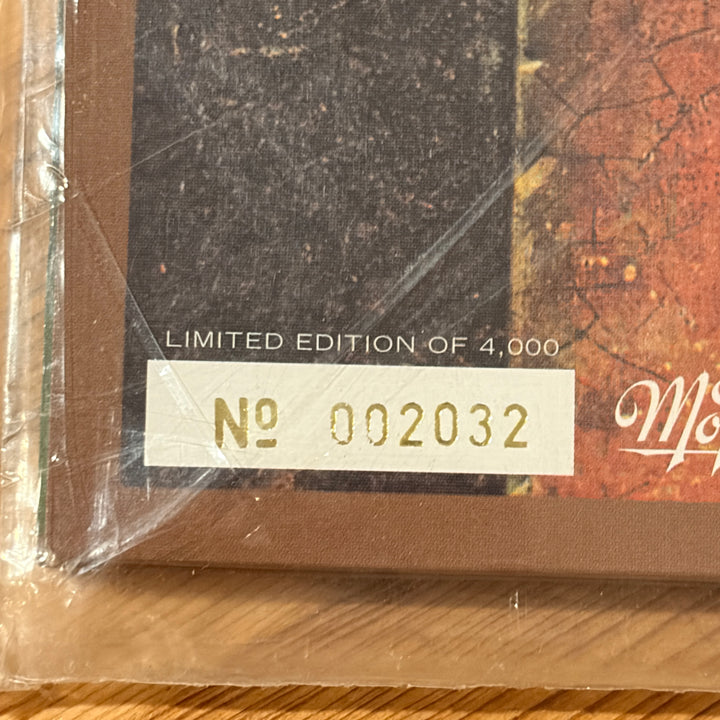 LIMITED EDITION OF 4,000
Nº 002032